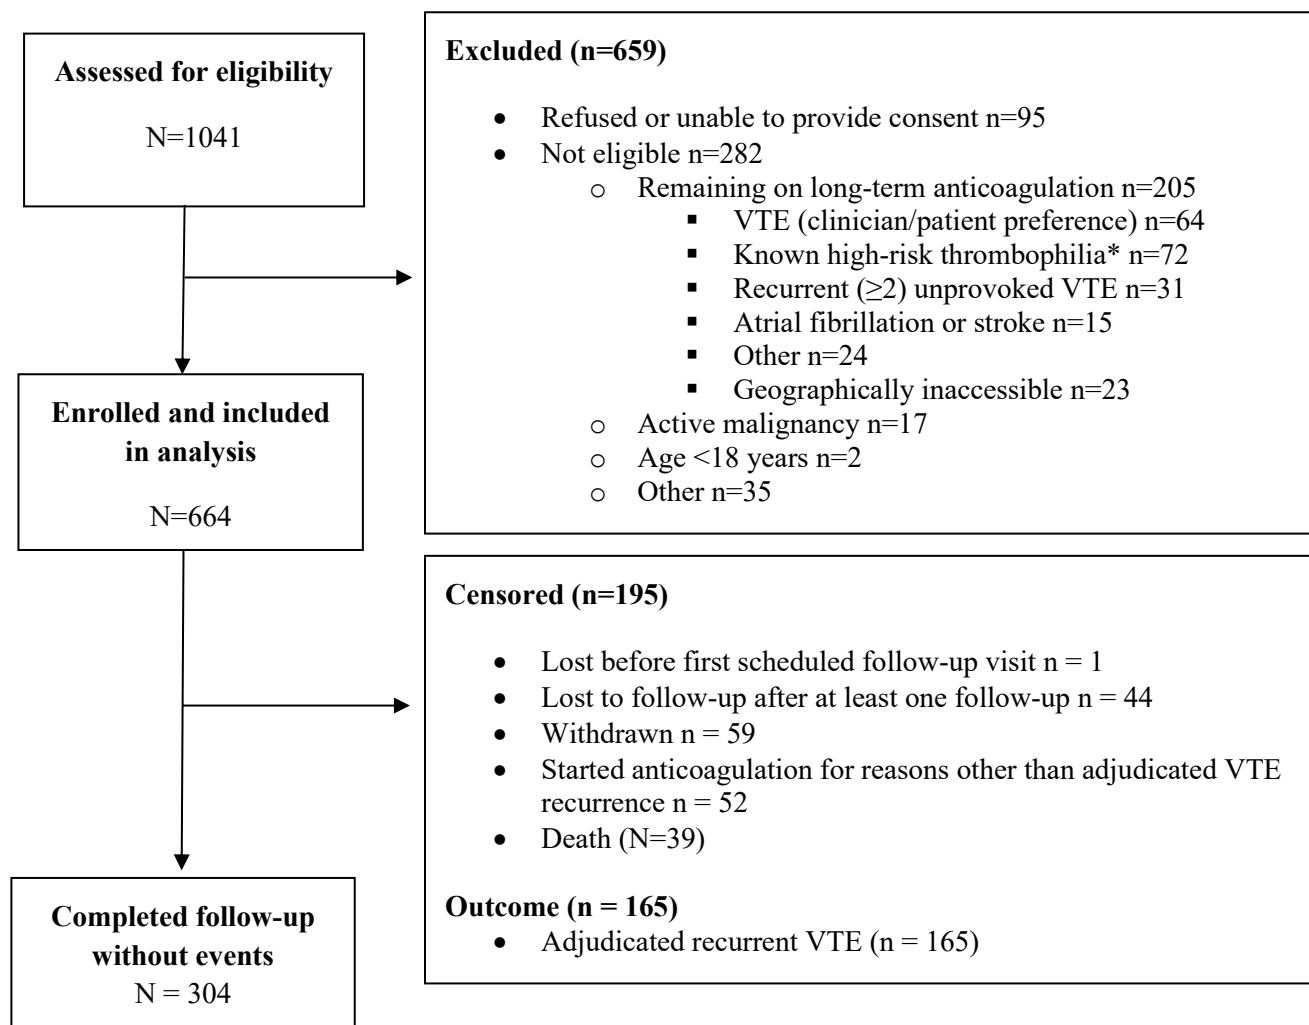 Assessed for eligibility
N=1041
Excluded (n=659)
• Refused or unable to provide consent n=95
• Not eligible n=282
o Remaining on long-term anticoagulation n=205
▪ VTE (clinician/patient preference) n=64
▪ Known high-risk thrombophilia* n=72
▪ Recurrent (≥2) unprovoked VTE n=31
▪ Atrial fibrillation or stroke n=15
▪ Other n=24
▪ Geographically inaccessible n=23
o Active malignancy n=17
o Age <18 years n=2
o Other n=35
Enrolled and included
in analysis
N=664
Censored (n=195)
• Lost before first scheduled follow-up visit n = 1
• Lost to follow-up after at least one follow-up n = 44
• Withdrawn n = 59
• Started anticoagulation for reasons other than adjudicated VTE
recurrence n = 52
• Death (N=39)
Outcome (n = 165)
• Adjudicated recurrent VTE (n = 165)
Completed follow-up
without events
N = 304